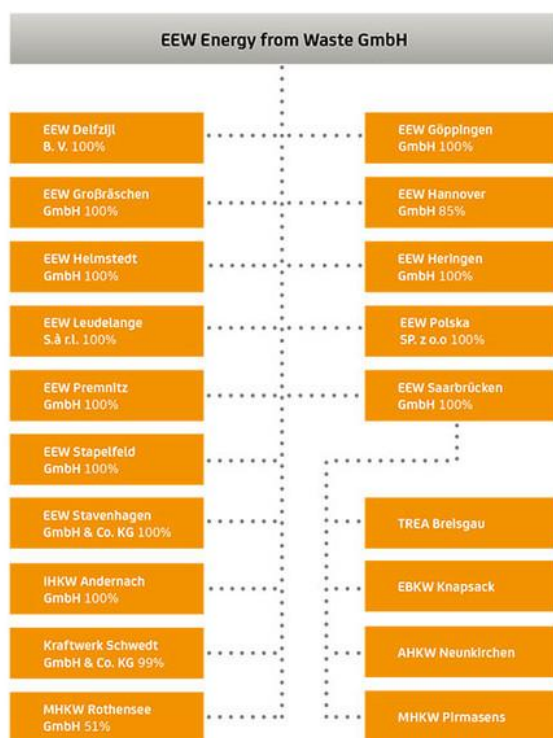 EEW Energy from Waste GmbH
EEW Delfzijl
B. V. 100%
EEW Großräschen
GmbH 100%
EEW Helmstedt
GmbH 100%
EEW Leudelange
S.à r.l. 100%
EEW Premnitz
GmbH 100%
EEW Stapelfeld
GmbH 100%
EEW Stavenhagen
GmbH & Co. KG 100%
IHKW Andernach
GmbH 100%
Kraftwerk Schwedt
GmbH & Co. KG 99%
MHKW Rothensee
GmbH 51%
EEW Göppingen
GmbH 100%
EEW Hannover
GmbH 85%
EEW Heringen
GmbH 100%
EEW Polska
SP. z o.o 100%
EEW Saarbrücken
GmbH 100%
TREA Breisgau
EBKW Knapsack
AHKW Neunkirchen
MHKW Pirmasens